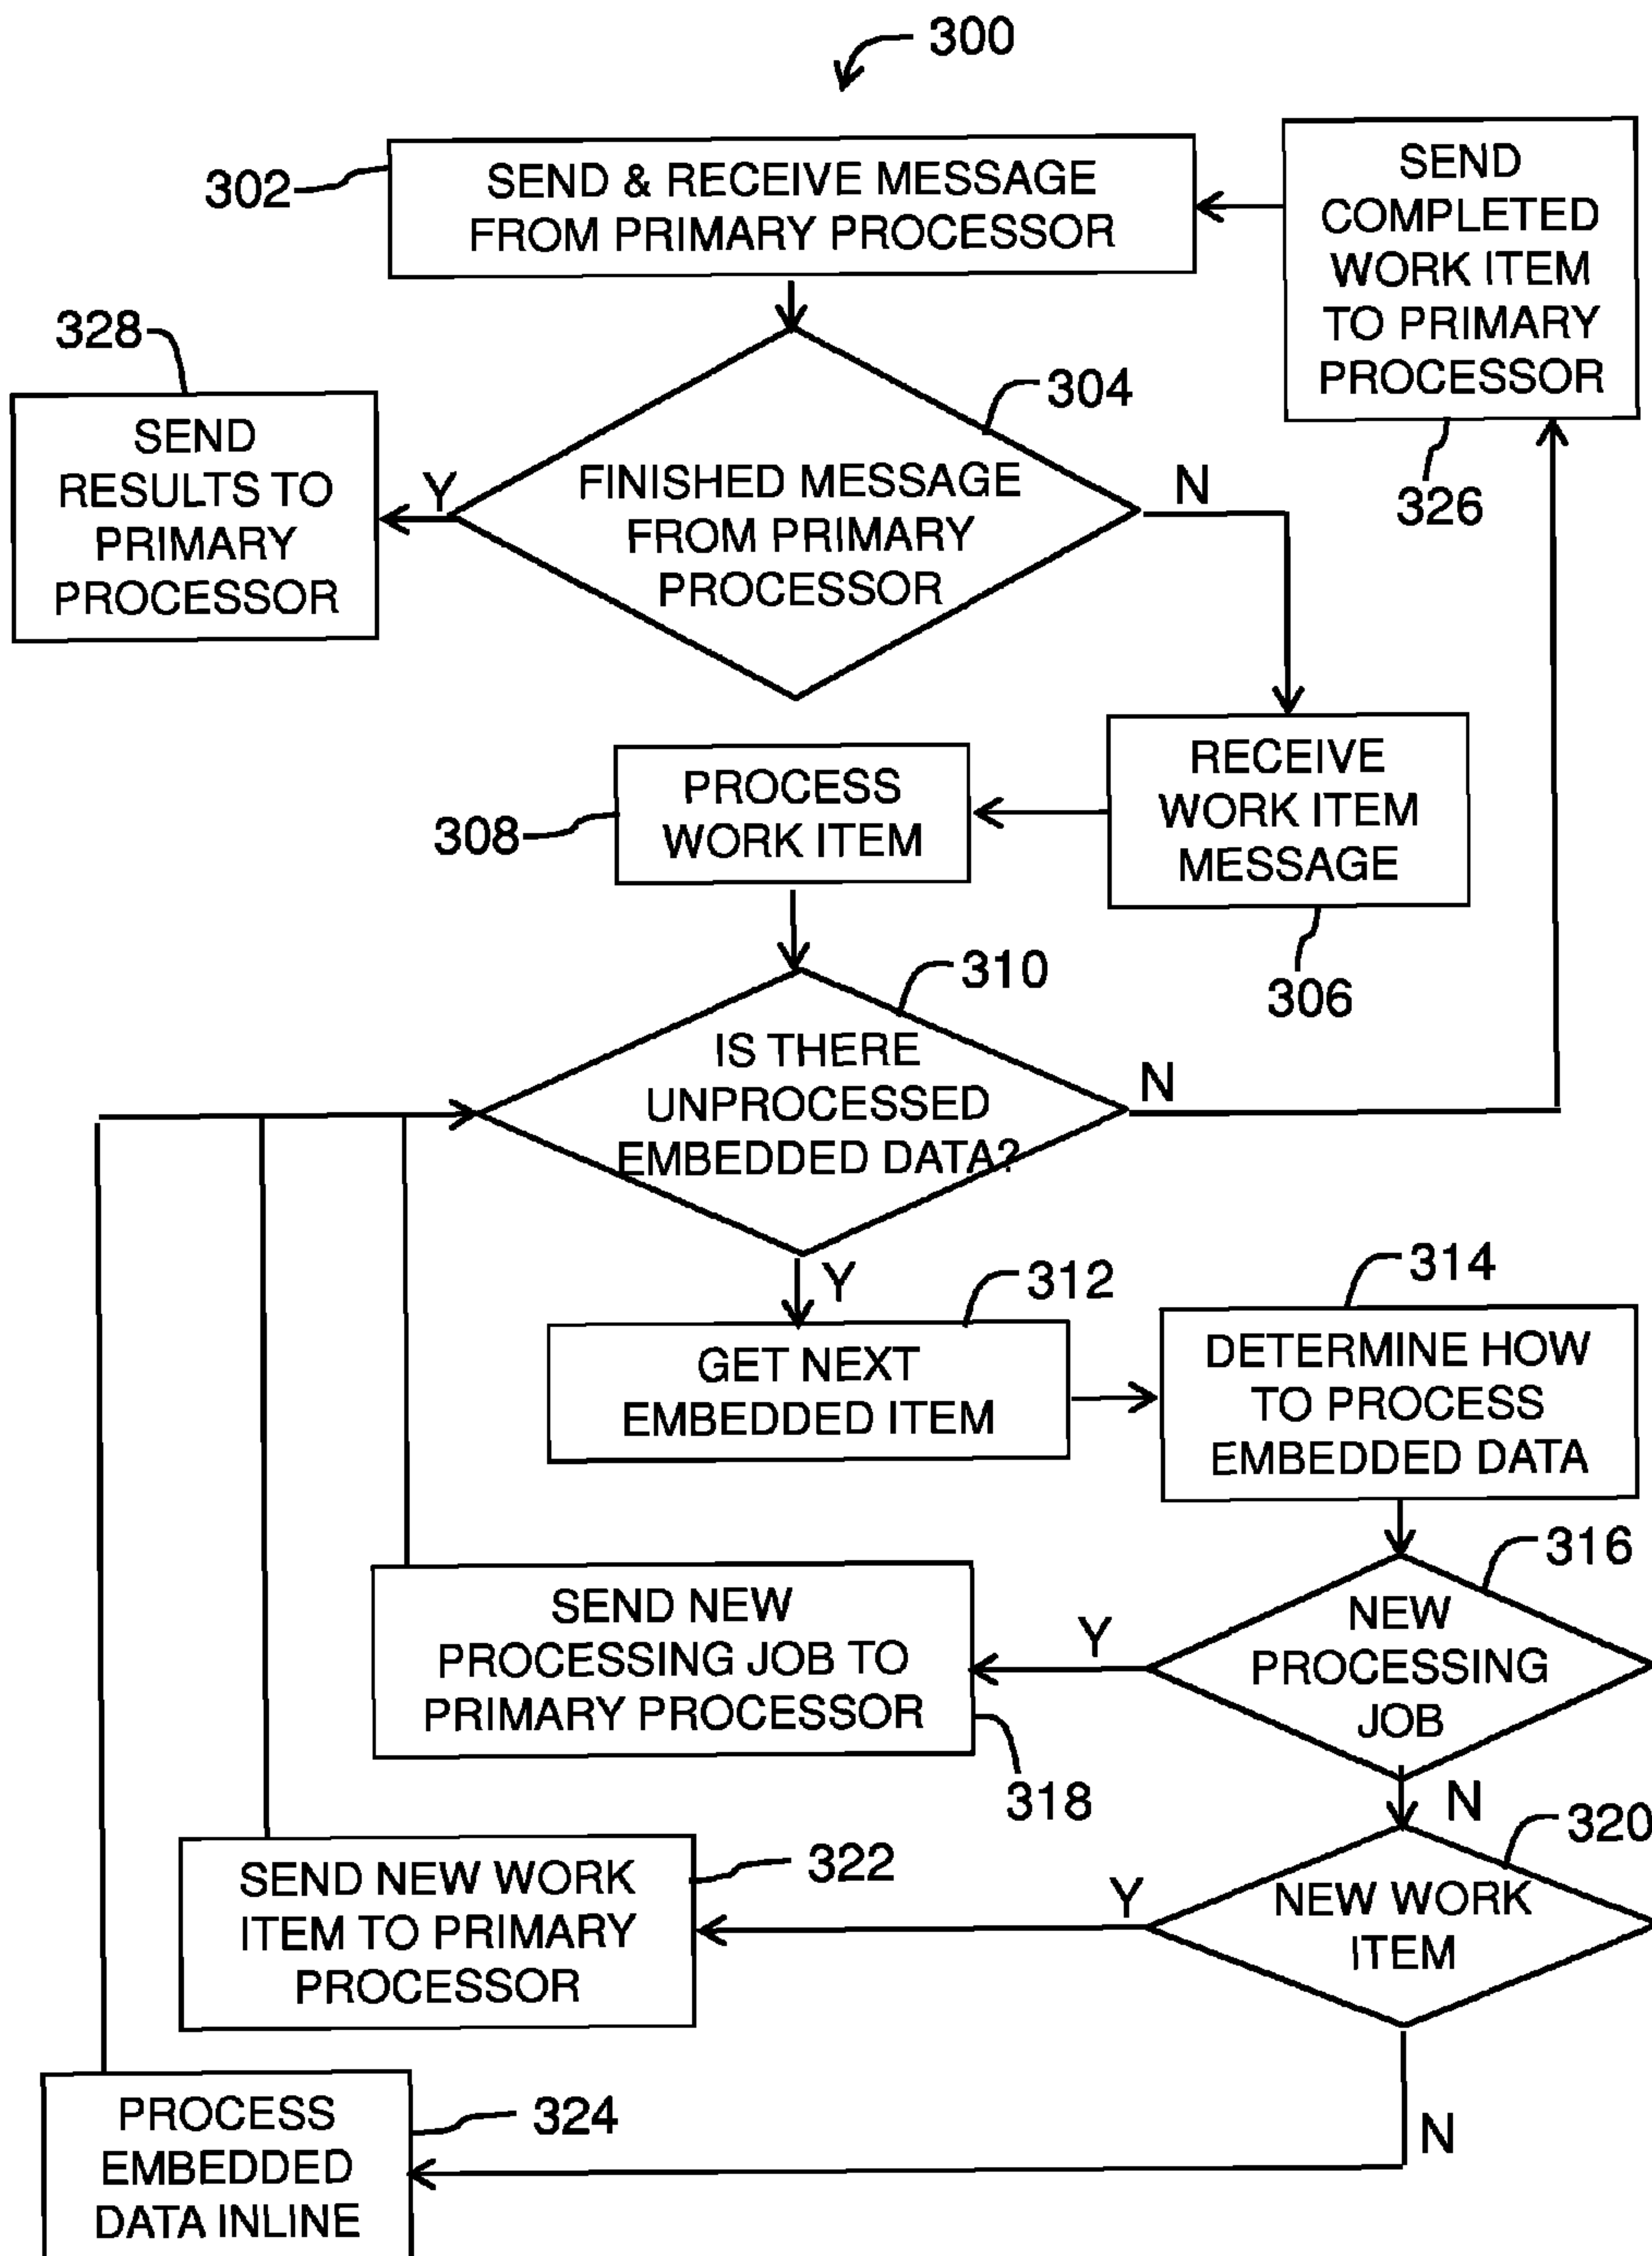 300
302
SEND & RECEIVE MESSAGE
FROM PRIMARY PROCESSOR
SEND
COMPLETED
WORK ITEM
TO PRIMARY
PROCESSOR
326
328
SEND
RESULTS TO
PRIMARY
PROCESSOR
Y
304
FINISHED MESSAGE
FROM PRIMARY
PROCESSOR
N
RECEIVE
WORK ITEM
MESSAGE
306
308
PROCESS
WORK ITEM
310
IS THERE
UNPROCESSED
EMBEDDED DATA?
N
Y
312
GET NEXT
EMBEDDED ITEM
314
DETERMINE HOW
TO PROCESS
EMBEDDED DATA
316
NEW
PROCESSING
JOB
Y
SEND NEW
PROCESSING JOB TO
PRIMARY PROCESSOR
318
N
320
NEW WORK
ITEM
Y
322
SEND NEW WORK
ITEM TO PRIMARY
PROCESSOR
N
324
PROCESS
EMBEDDED
DATA INLINE